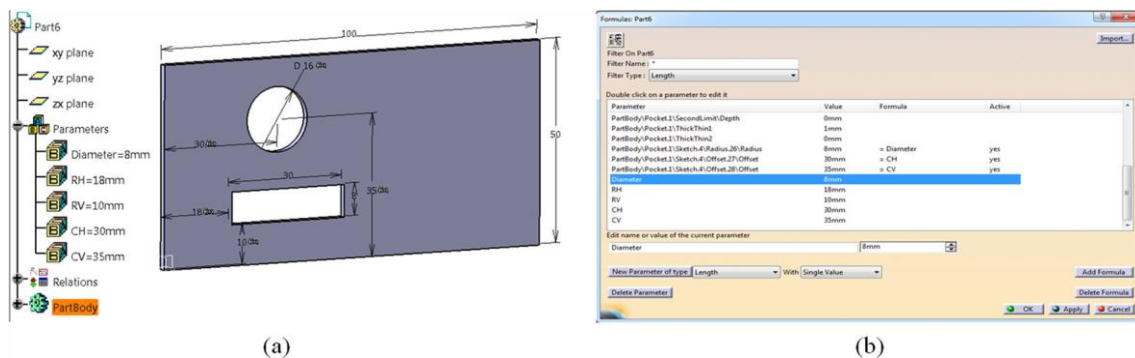 Part6
xy plane
yz plane
zx plane
Parameters
Diameter=8mm
RH=18mm
RV=10mm
CH=30mm
CV=35mm
Relations
PartBody
100
D 16
50
30
35
30
18
10
(a)
Formulas: Part6
Import...
Filter On Part6
Filter Name : *
Filter Type : Length
Double click on a parameter to edit it
Parameter Value Formula Active
PartBody\Pocket.1\SecondLimit\Depth 0mm
PartBody\Pocket.1\ThickThin1 1mm
PartBody\Pocket.1\ThickThin2 0mm
PartBody\Pocket.1\Sketch.4\Radius.26\Radius 8mm = Diameter yes
PartBody\Pocket.1\Sketch.4\Offset.27\Offset 30mm = CH yes
PartBody\Pocket.1\Sketch.4\Offset.28\Offset 35mm = CV yes
Diameter 8mm
RH 18mm
RV 10mm
CH 30mm
CV 35mm
Edit name or value of the current parameter
Diameter 8mm
New Parameter of type Length With Single Value Add Formula
Delete Parameter Delete Formula
OK Apply Cancel
(b)